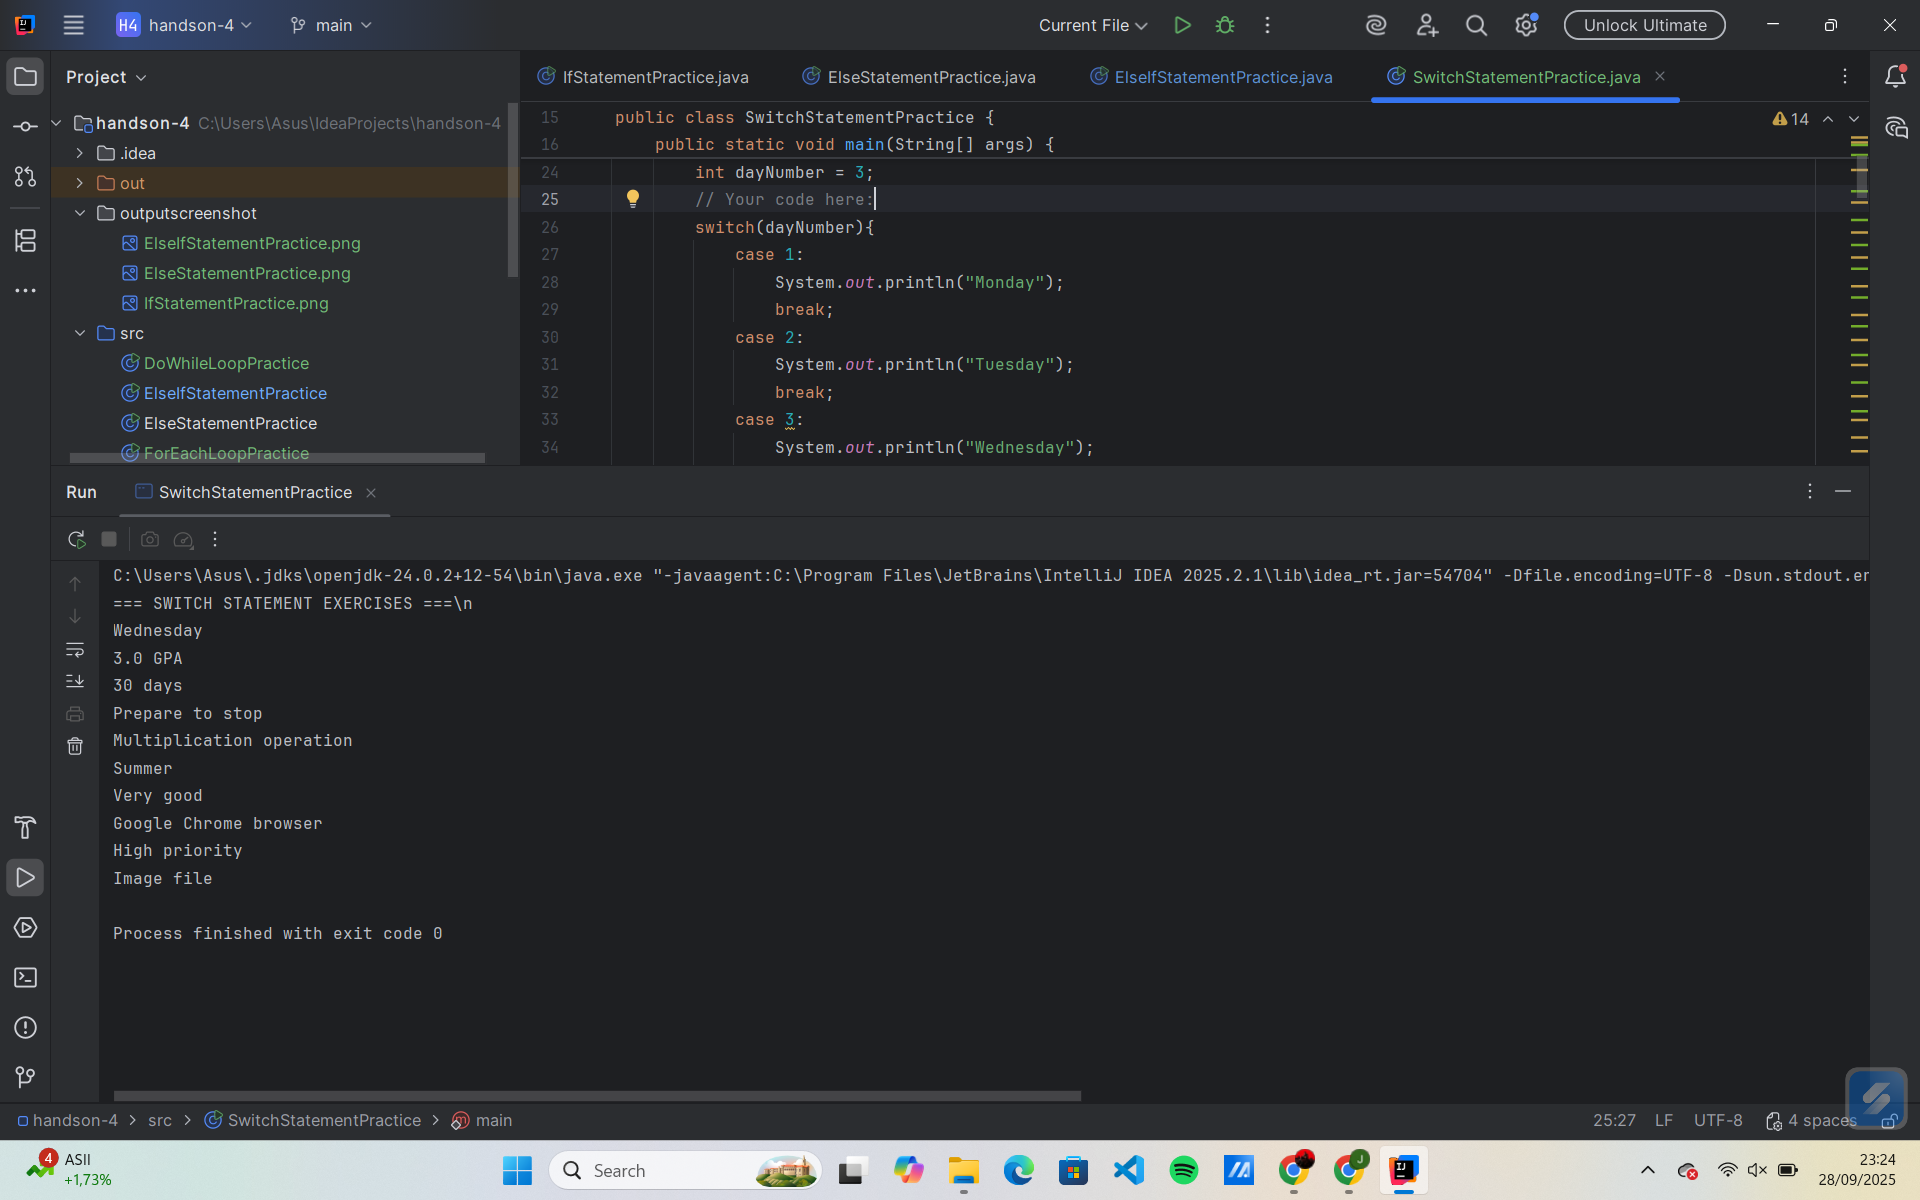 H4 handson-4
main
Current File
Unlock Ultimate
Project
handson-4 C:\Users\Asus\IdeaProjects\handson-4
.idea
out
outputscreenshot
ElseIfStatementPractice.png
ElseStatementPractice.png
IfStatementPractice.png
src
DoWhileLoopPractice
ElseIfStatementPractice
ElseStatementPractice
ForEachLoopPractice
IfStatementPractice.java
ElseStatementPractice.java
ElseIfStatementPractice.java
SwitchStatementPractice.java
14
15 public class SwitchStatementPractice {
16 public static void main(String[] args) {
24 int dayNumber = 3;
25 // Your code here:
26 switch(dayNumber){
27 case 1:
28 System.out.println("Monday");
29 break;
30 case 2:
31 System.out.println("Tuesday");
32 break;
33 case 3:
34 System.out.println("Wednesday");
Run
SwitchStatementPractice
C:\Users\Asus\.jdks\openjdk-24.0.2+12-54\bin\java.exe "-javaagent:C:\Program Files\JetBrains\IntelliJ IDEA 2025.2.1\lib\idea_rt.jar=54704" -Dfile.encoding=UTF-8 -Dsun.stdout.en
=== SWITCH STATEMENT EXERCISES ===\n
Wednesday
3.0 GPA
30 days
Prepare to stop
Multiplication operation
Summer
Very good
Google Chrome browser
High priority
Image file
Process finished with exit code 0
handson-4 > src > SwitchStatementPractice > main
25:27 LF UTF-8 4 spaces
4
ASII
+1,73%
Search
23:24
28/09/2025